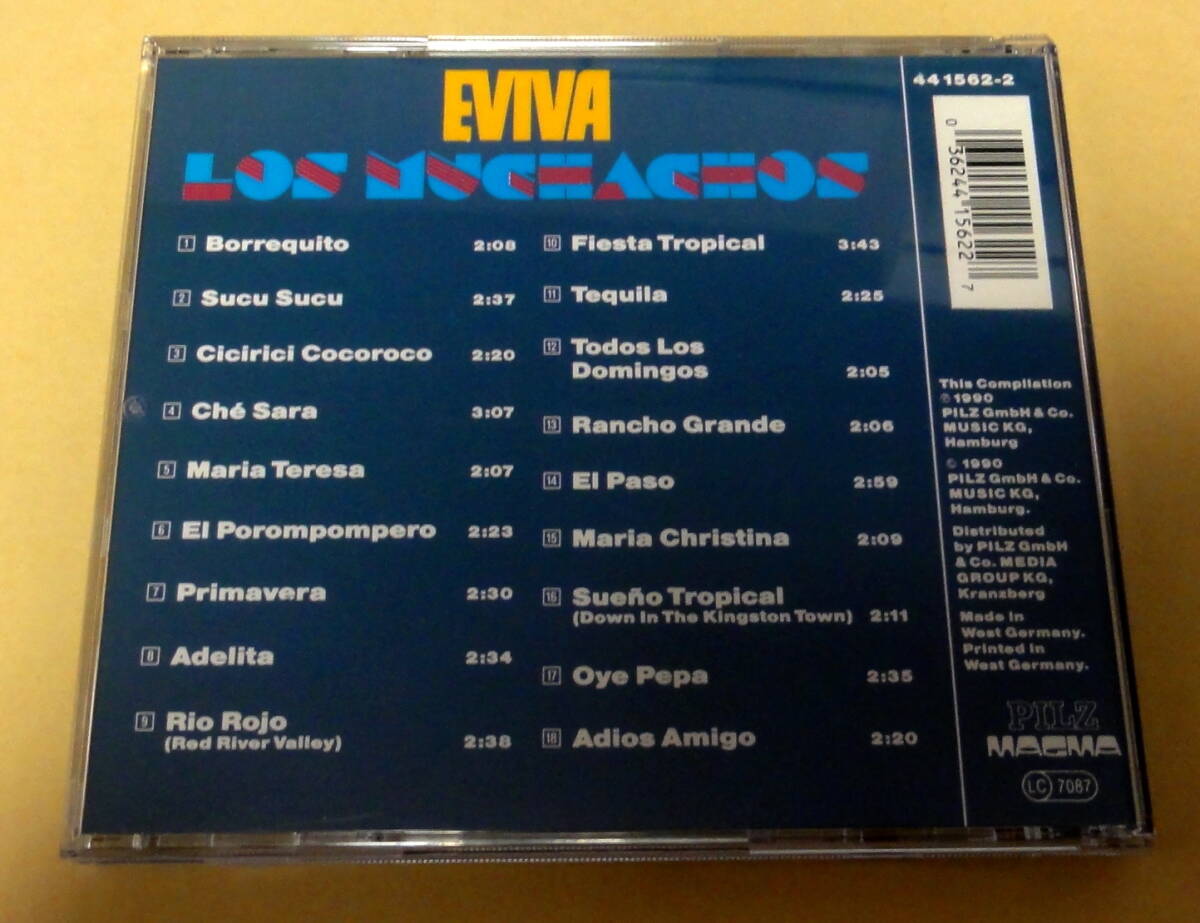 EVIVA
LOS MUCHACHOS
1 Borrequito 2:08
2 Sucu Sucu 2:37
3 Cicirici Cocoroco 2:20
4 Ché Sara 3:07
5 Maria Teresa 2:07
6 El Porompompero 2:23
7 Primavera 2:30
8 Adelita 2:34
9 Rio Rojo
(Red River Valley) 2:38
10 Fiesta Tropical 3:43
11 Tequila 2:25
12 Todos Los
Domingos 2:05
13 Rancho Grande 2:06
14 El Paso 2:59
15 Maria Christina 2:09
16 Sueño Tropical
(Down In The Kingston Town) 2:11
17 Oye Pepa 2:35
18 Adios Amigo 2:20
44 1562-2
0 36244 15622 7
This Compilation
℗ 1990
PILZ GmbH & Co.
MUSIC KG,
Hamburg
© 1990
PILZ GmbH & Co.
MUSIC KG,
Hamburg.
Distributed
by PILZ GmbH
& Co. MEDIA
GROUP KG,
Kranzberg
Made in
West Germany.
Printed in
West Germany.
PILZ
MAGMA
LC 7087